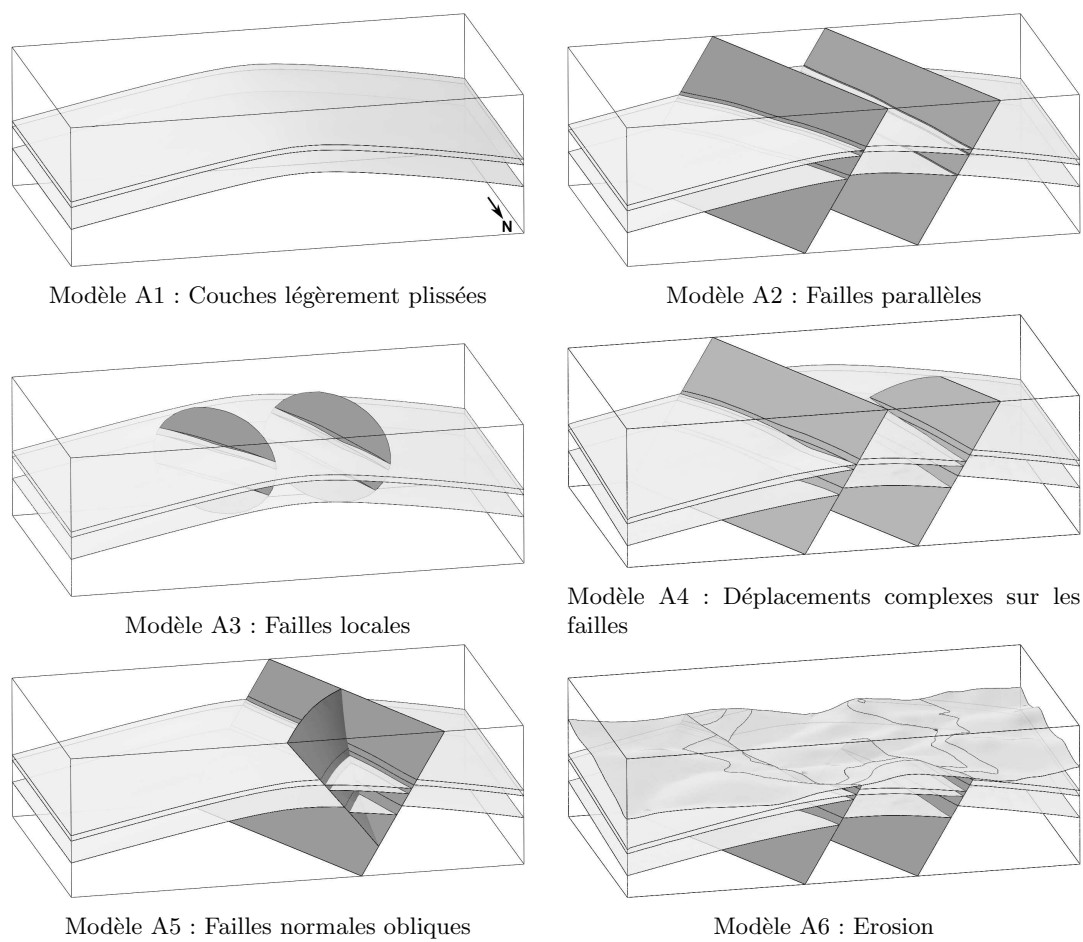 N
Modèle A1 : Couches légèrement plissées
Modèle A2 : Failles parallèles
Modèle A3 : Failles locales
Modèle A4 : Déplacements complexes sur les
failles
Modèle A5 : Failles normales obliques
Modèle A6 : Erosion